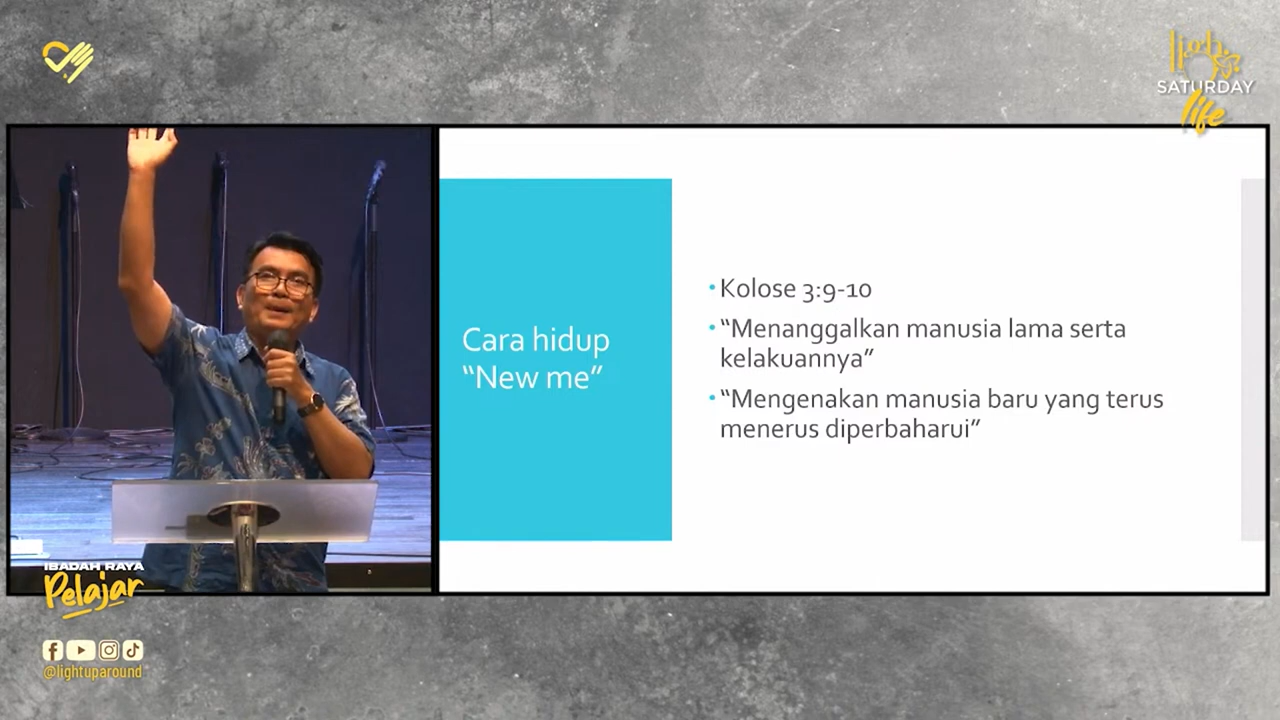 light
SATURDAY
life
Cara hidup
“New me”
• Kolose 3:9-10
• “Menanggalkan manusia lama serta
kelakuannya”
• “Mengenakan manusia baru yang terus
menerus diperbaharui”
IBADAH RAYA
Pelajar
@lightuparound